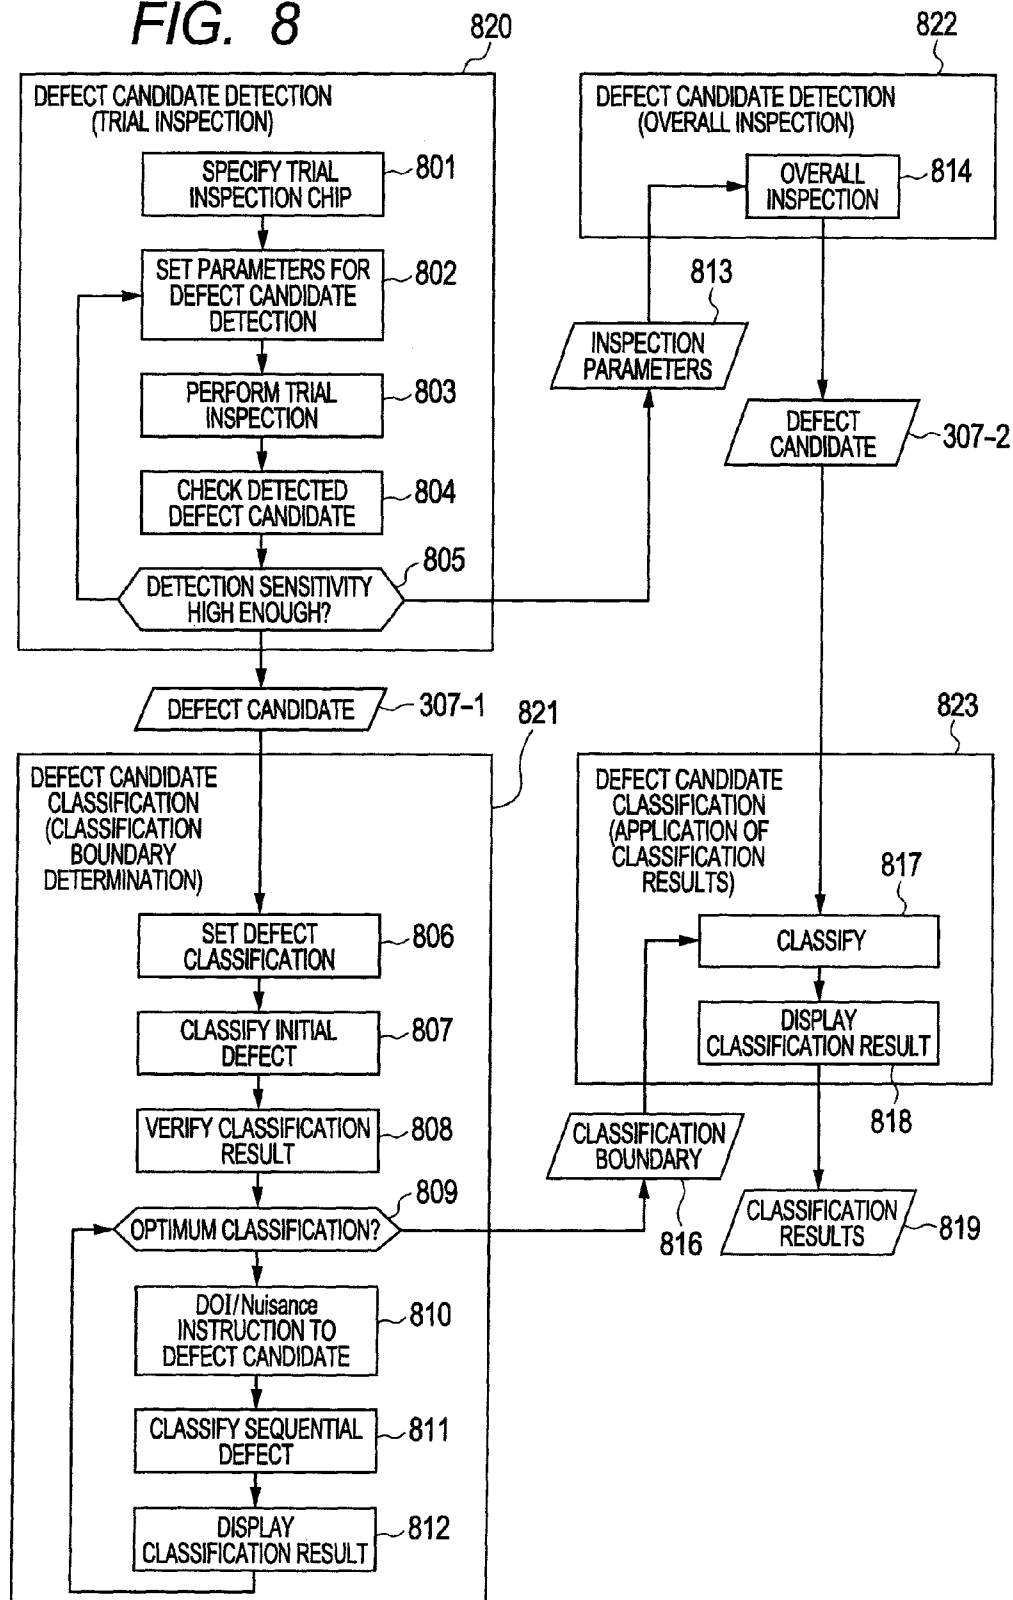 FIG. 8
820
DEFECT CANDIDATE DETECTION
(TRIAL INSPECTION)
SPECIFY TRIAL
INSPECTION CHIP
801
SET PARAMETERS FOR
DEFECT CANDIDATE
DETECTION
802
PERFORM TRIAL
INSPECTION
803
CHECK DETECTED
DEFECT CANDIDATE
804
DETECTION SENSITIVITY
HIGH ENOUGH?
805
DEFECT CANDIDATE
307-1
822
DEFECT CANDIDATE DETECTION
(OVERALL INSPECTION)
OVERALL
INSPECTION
814
813
INSPECTION
PARAMETERS
DEFECT
CANDIDATE
307-2
821
DEFECT CANDIDATE
CLASSIFICATION
(CLASSIFICATION
BOUNDARY
DETERMINATION)
SET DEFECT
CLASSIFICATION
806
CLASSIFY INITIAL
DEFECT
807
VERIFY CLASSIFICATION
RESULT
808
OPTIMUM CLASSIFICATION?
809
DOI/Nuisance
INSTRUCTION TO
DEFECT CANDIDATE
810
CLASSIFY SEQUENTIAL
DEFECT
811
DISPLAY
CLASSIFICATION RESULT
812
823
DEFECT CANDIDATE
CLASSIFICATION
(APPLICATION OF
CLASSIFICATION
RESULTS)
817
CLASSIFY
DISPLAY
CLASSIFICATION RESULT
818
CLASSIFICATION
BOUNDARY
816
CLASSIFICATION
RESULTS
819